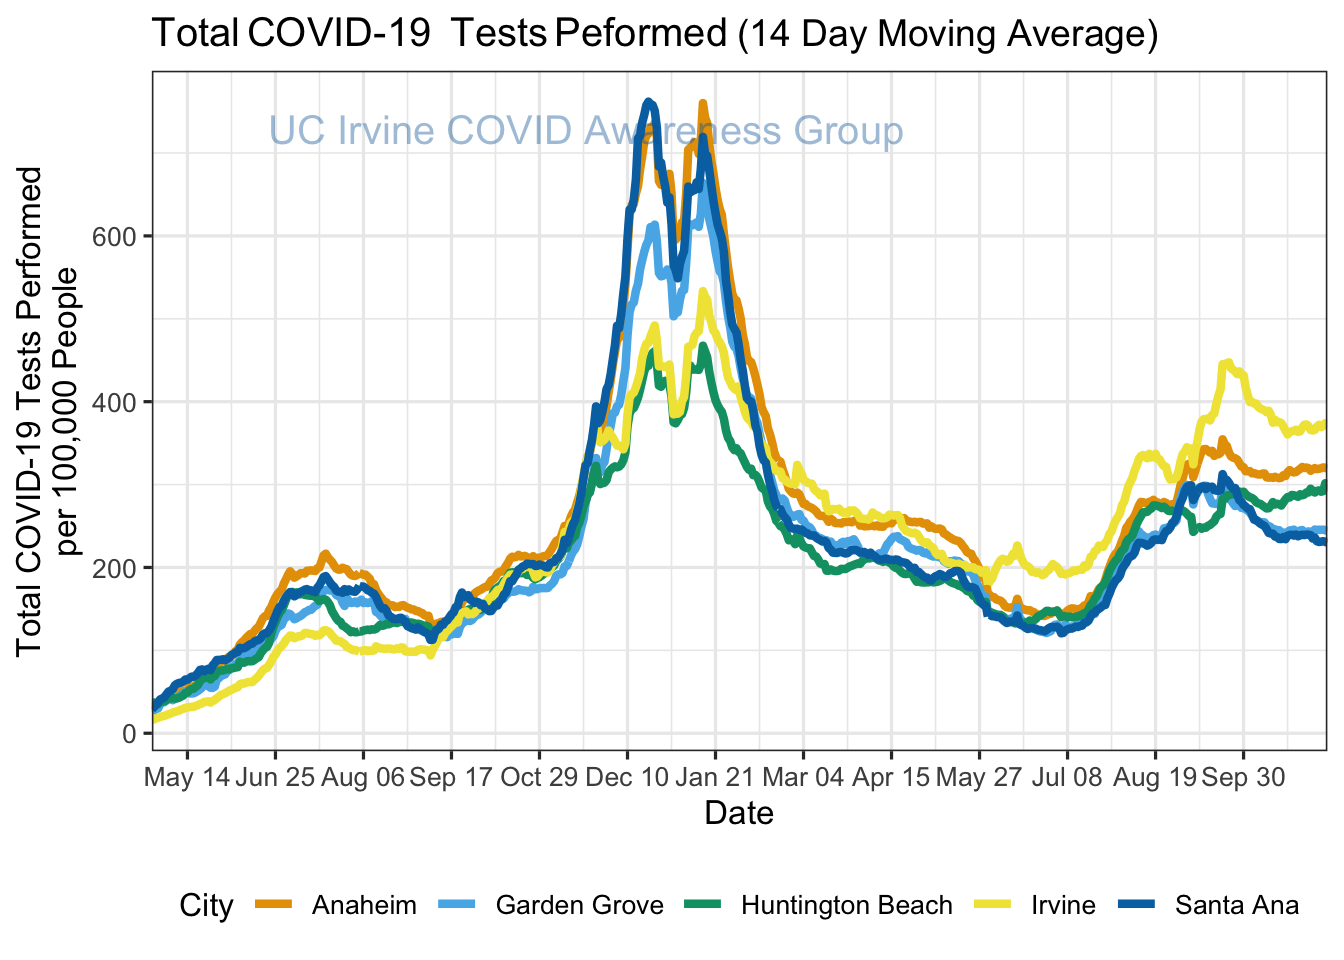 Total COVID-19 Tests Peformed (14 Day Moving Average)
UC Irvine COVID Awareness Group
Total COVID-19 Tests Performed
per 100,000 People
600
400
200
0
May 14 Jun 25 Aug 06 Sep 17 Oct 29 Dec 10 Jan 21 Mar 04 Apr 15 May 27 Jul 08 Aug 19 Sep 30
Date
City Anaheim Garden Grove Huntington Beach Irvine Santa Ana